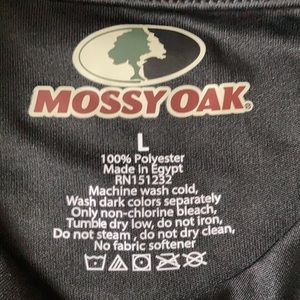 MOSSY OAK®
L
100% Polyester
Made in Egypt
RN151232
Machine wash cold,
Wash dark colors separately
Only non-chlorine bleach,
Tumble dry low, do not iron,
Do not steam , do not dry clean,
No fabric softener